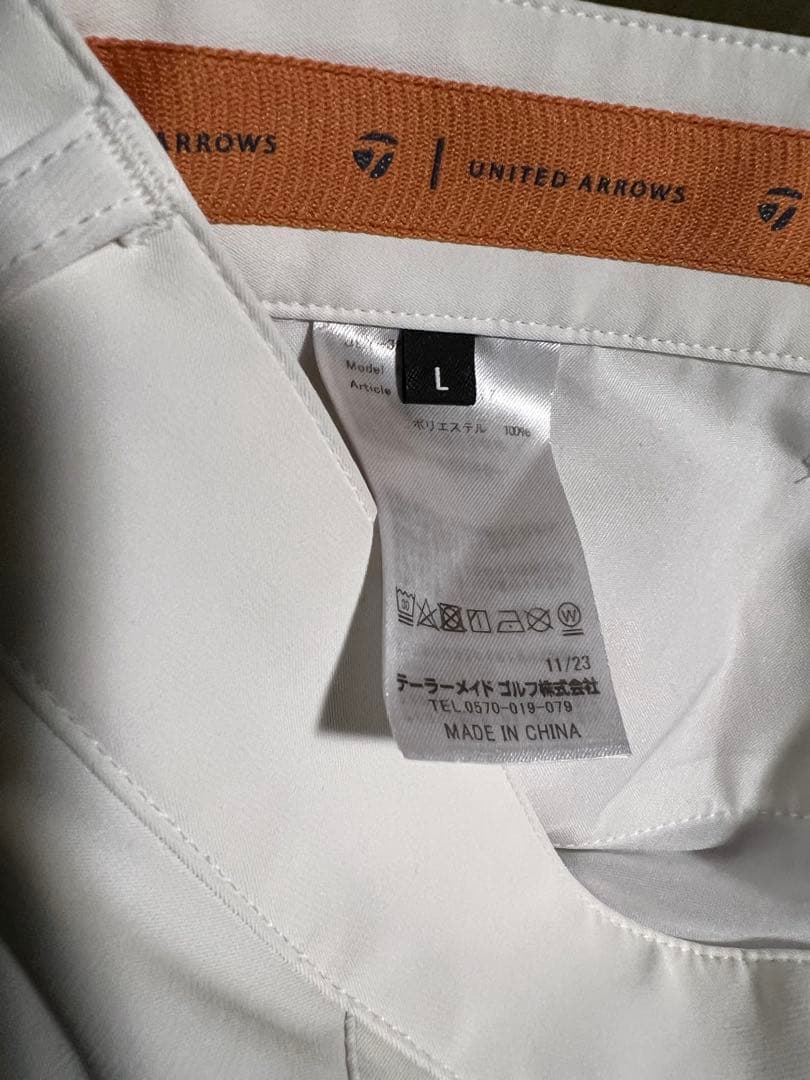 ARROWS | UNITED ARROWS
L
Model
Article
ポリエステル 100%
11/23
テーラーメイド ゴルフ株式会社
TEL.0570-019-079
MADE IN CHINA